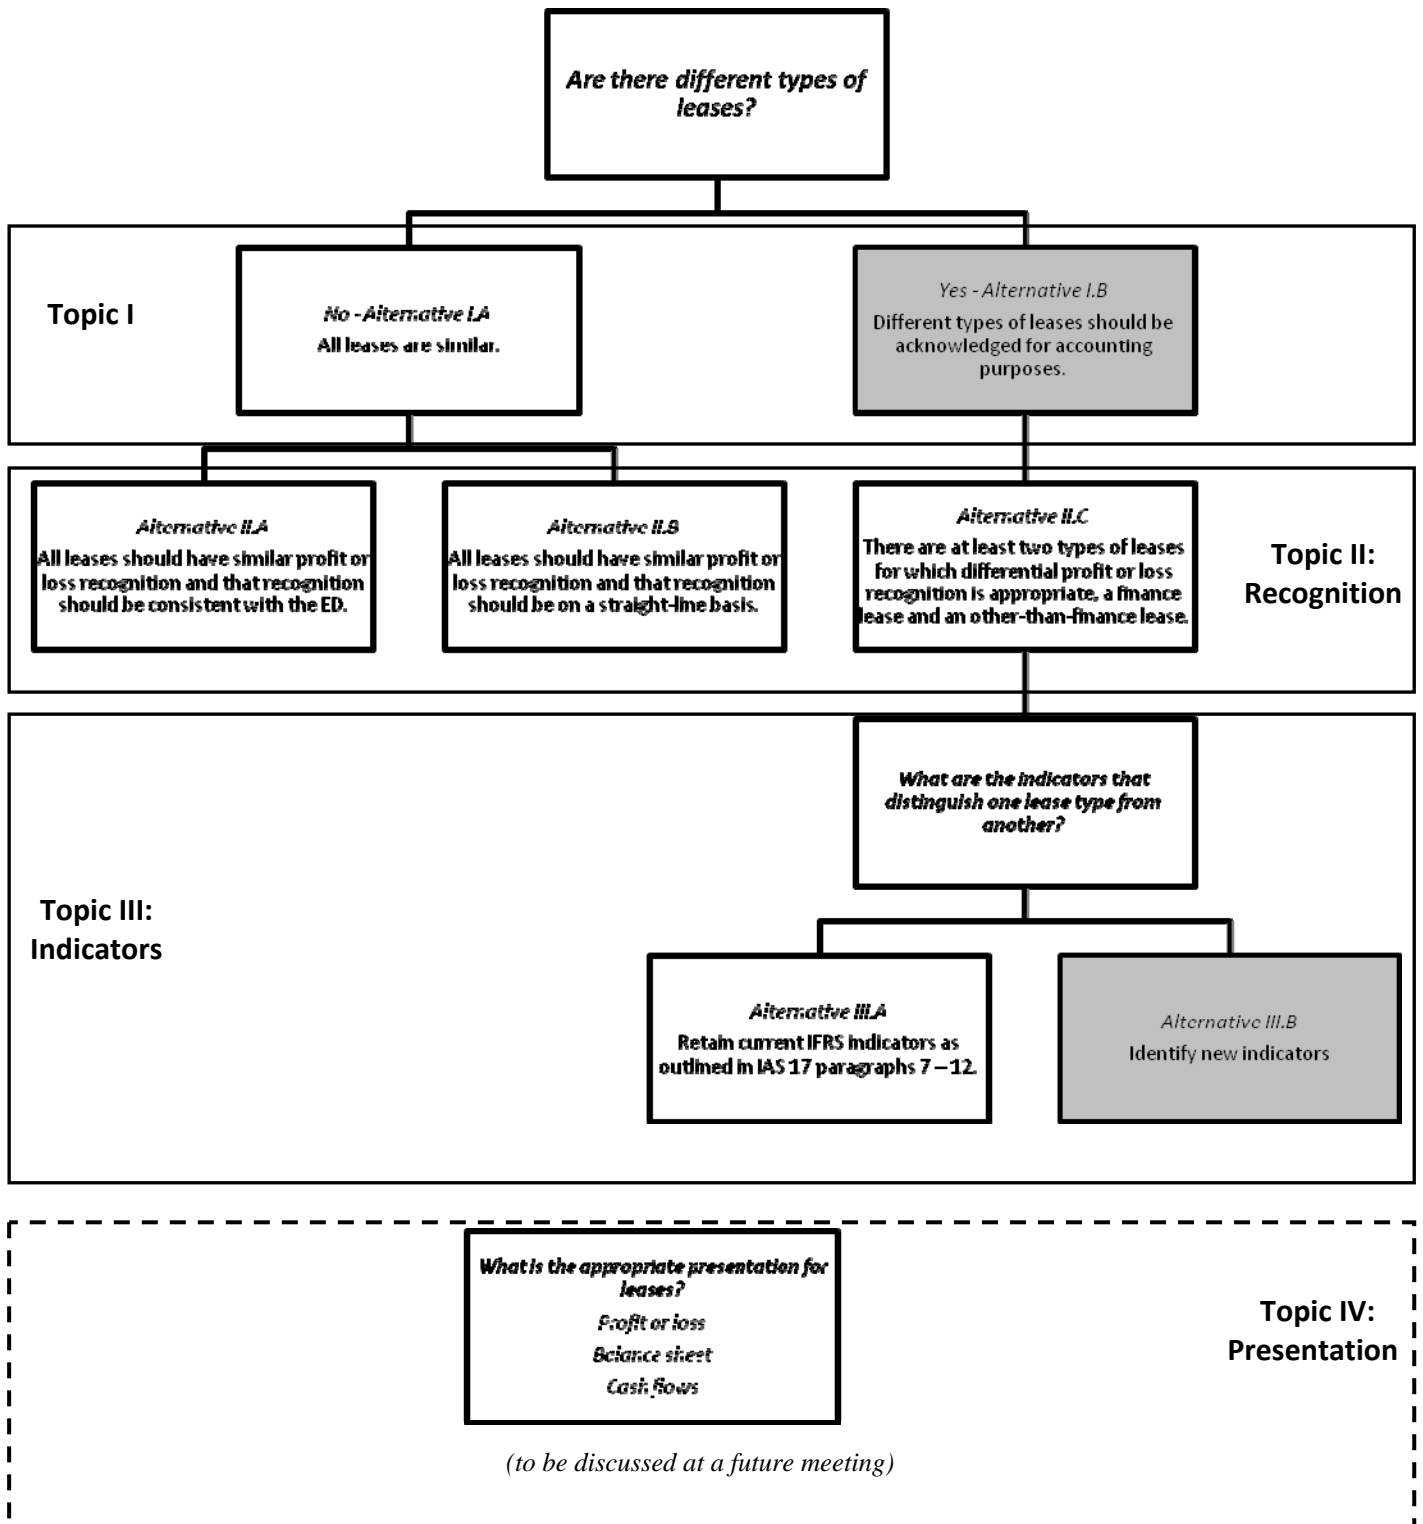 Are there different types of
leases?
Topic I
No - Alternative I.A
All leases are similar.
Yes - Alternative I.B
Different types of leases should be
acknowledged for accounting
purposes.
Alternative II.A
All leases should have similar profit or
loss recognition and that recognition
should be consistent with the ED.
Alternative II.B
All leases should have similar profit or
loss recognition and that recognition
should be on a straight-line basis.
Alternative II.C
There are at least two types of leases
for which differential profit or loss
recognition is appropriate, a finance
lease and an other-than-finance lease.
Topic II:
Recognition
What are the indicators that
distinguish one lease type from
another?
Topic III:
Indicators
Alternative III.A
Retain current IFRS indicators as
outlined in IAS 17 paragraphs 7 – 12.
Alternative III.B
Identify new indicators
What is the appropriate presentation for
leases?
Profit or loss
Balance sheet
Cash flows
Topic IV:
Presentation
(to be discussed at a future meeting)